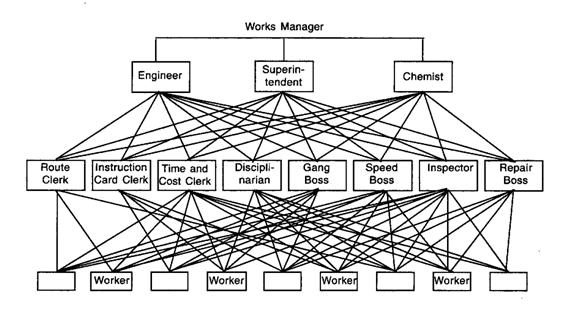 Works Manager
Engineer
Superin-
tendent
Chemist
Route
Clerk
Instruction
Card Clerk
Time and
Cost Clerk
Discipli-
narian
Gang
Boss
Speed
Boss
Inspector
Repair
Boss
Worker
Worker
Worker
Worker